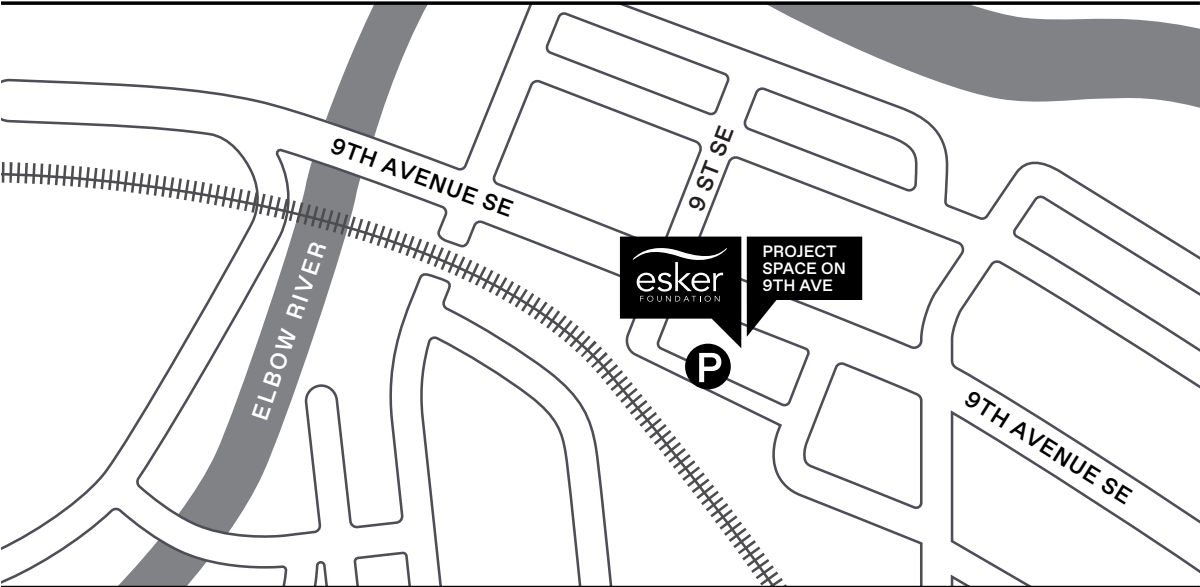 9TH AVENUE SE
9 ST SE
ELBOW RIVER
esker
FOUNDATION
PROJECT
SPACE ON
9TH AVE
P
9TH AVENUE SE